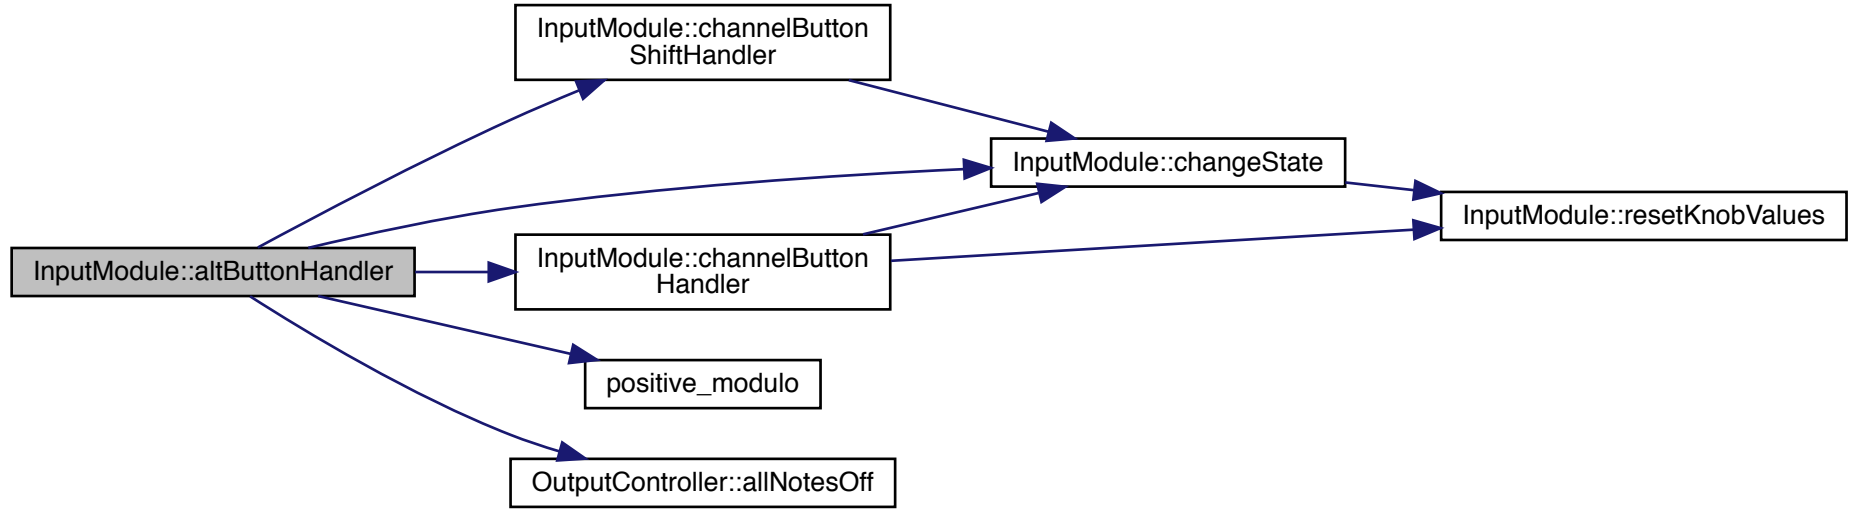 InputModule::channelButton
ShiftHandler
InputModule::changeState
InputModule::resetKnobValues
InputModule::altButtonHandler
InputModule::channelButton
Handler
positive_modulo
OutputController::allNotesOff